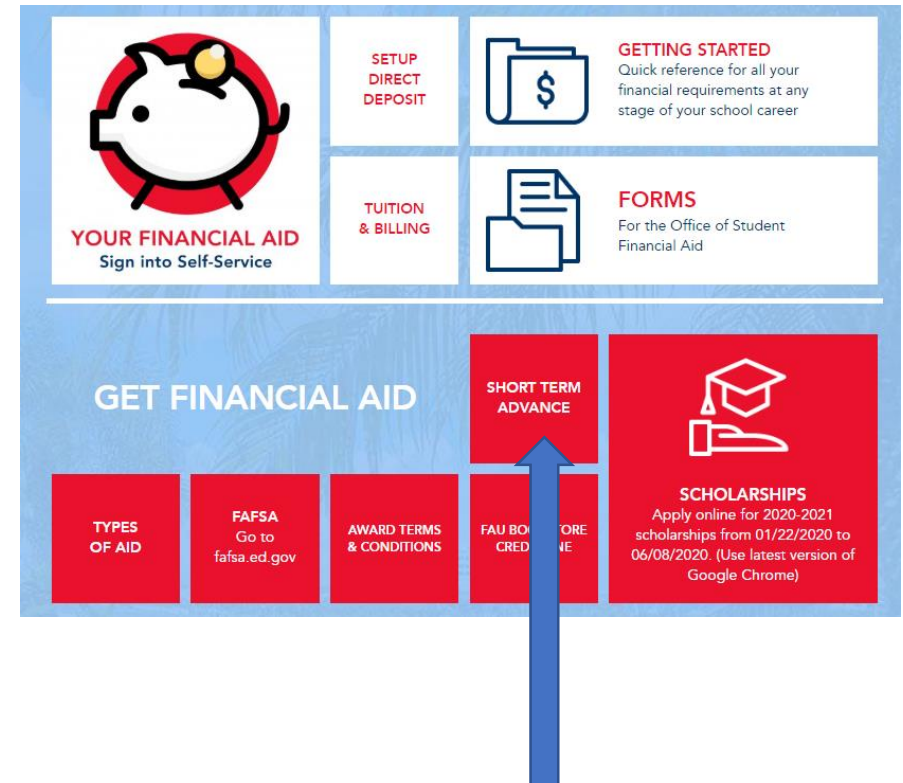 YOUR FINANCIAL AID
Sign into Self-Service
SETUP
DIRECT
DEPOSIT
$
GETTING STARTED
Quick reference for all your
financial requirements at any
stage of your school career
TUITION
& BILLING
FORMS
For the Office of Student
Financial Aid
GET FINANCIAL AID
SHORT TERM
ADVANCE
TYPES
OF AID
FAFSA
Go to
fafsa.ed.gov
AWARD TERMS
& CONDITIONS
FAU
SCHOLARSHIPS
Apply online for 2020-2021
scholarships from 01/22/2020 to
06/08/2020. (Use latest version of
Google Chrome)